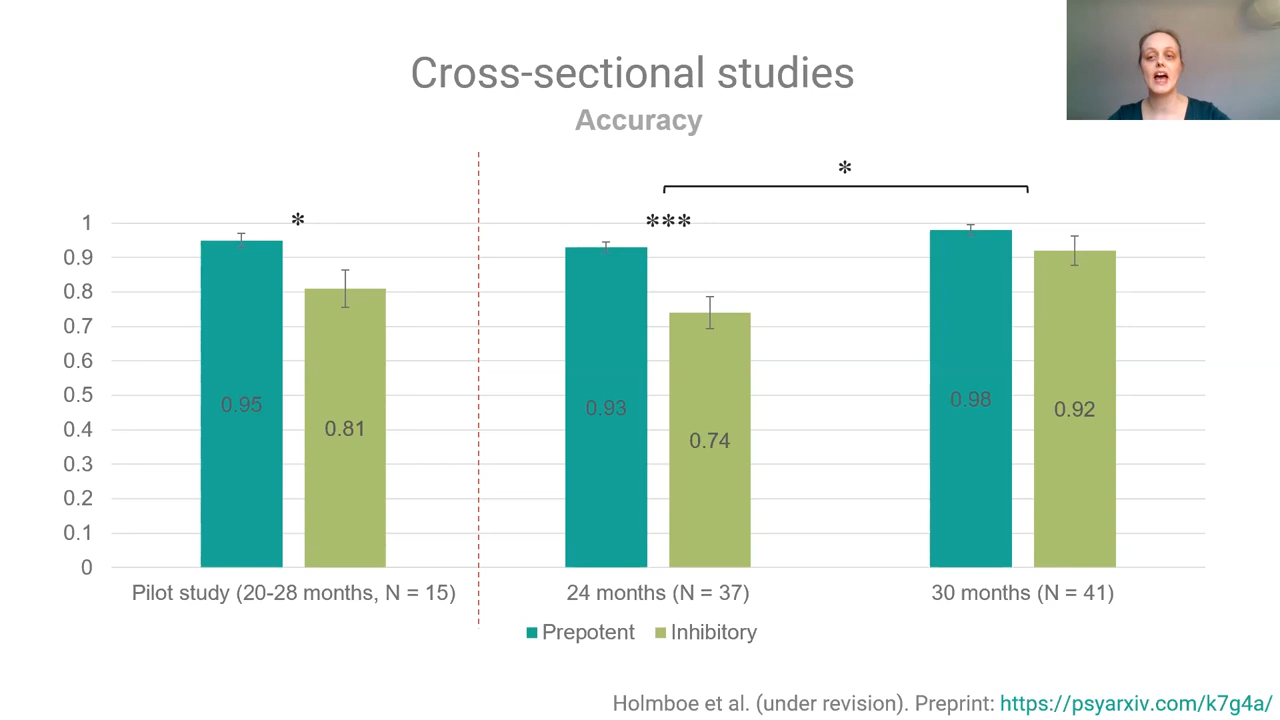 Cross-sectional studies
Accuracy
*
* ***
1
0.9
0.8
0.7
0.6
0.5
0.4
0.3
0.2
0.1
0
0.95
0.81
0.93
0.74
0.98
0.92
Pilot study (20-28 months, N = 15)
24 months (N = 37)
30 months (N = 41)
Prepotent Inhibitory
Holmboe et al. (under revision). Preprint: https://psyarxiv.com/k7g4a/